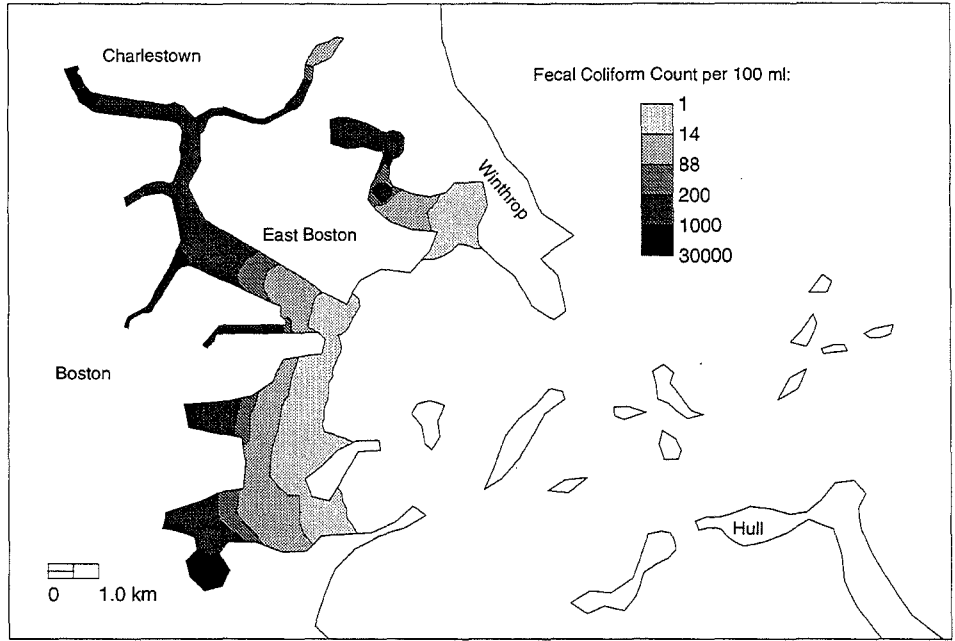 Charlestown
Fecal Coliform Count per 100 ml:
1
14
88
200
1000
30000
Winthrop
East Boston
Boston
Hull
0 1.0 km